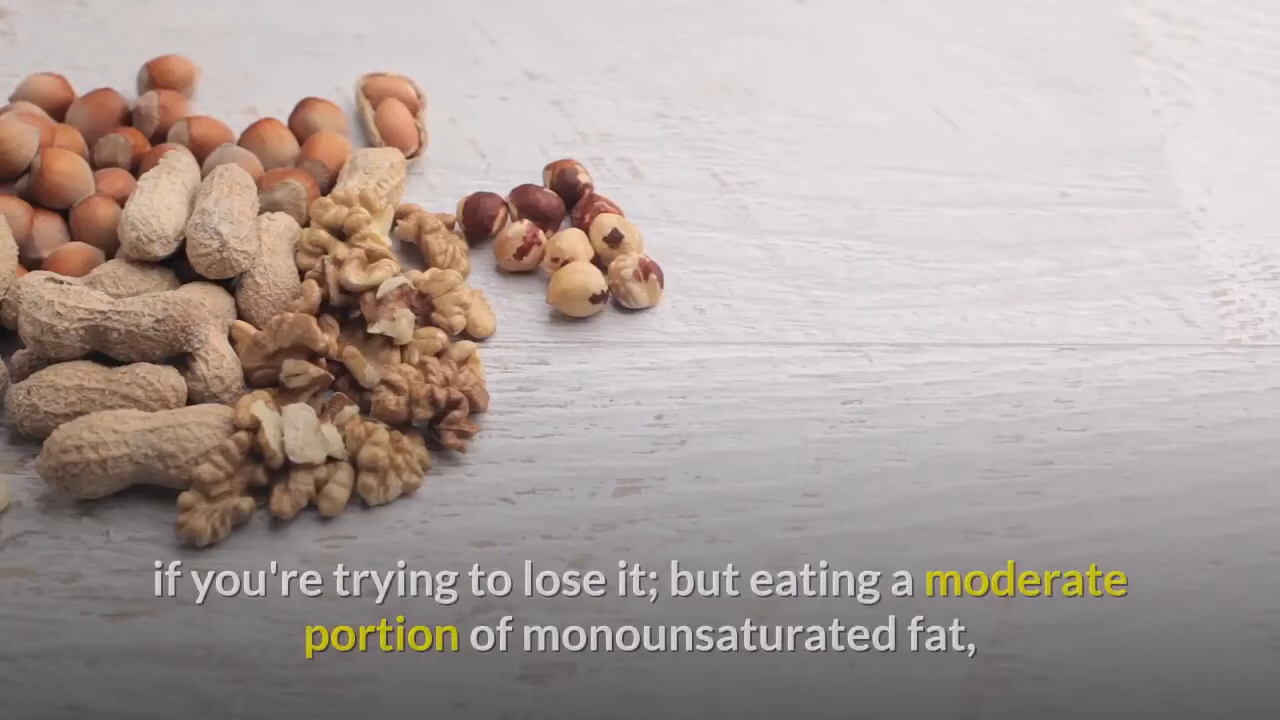 if you're trying to lose it; but eating a moderate
portion of monounsaturated fat,